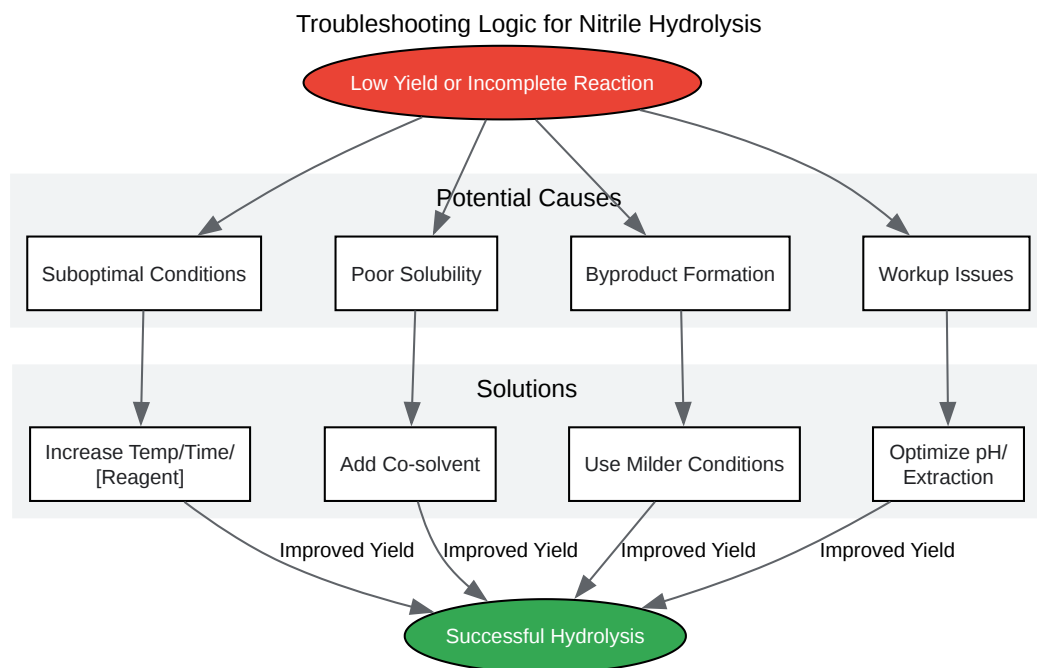 Troubleshooting Logic for Nitrile Hydrolysis
Low Yield or Incomplete Reaction
Potential Causes
Suboptimal Conditions
Poor Solubility
Byproduct Formation
Workup Issues
Solutions
Increase Temp/Time/
[Reagent]
Add Co-solvent
Use Milder Conditions
Optimize pH/
Extraction
Improved Yield
Improved Yield
Improved Yield
Improved Yield
Successful Hydrolysis